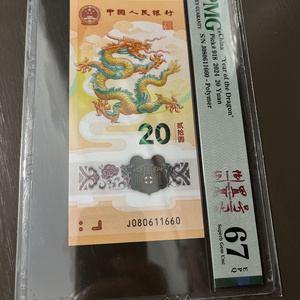 中国人民银行
20
贰拾圆
J080611660
China "Year of the Dragon"
Pick# 918 2024 20 Yuan
S/N J080611660 - Polymer
67
EPQ
Superb Gem Unc